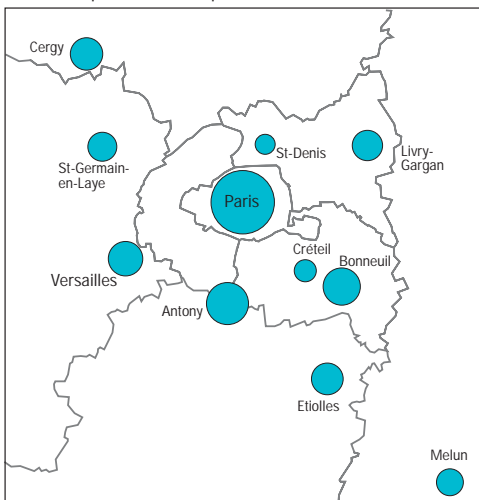 Cergy
St-Denis
Livry-
Gargan
St-Germain-
en-Laye
Paris
Créteil
Bonneuil
Versailles
Antony
Etiolles
Melun